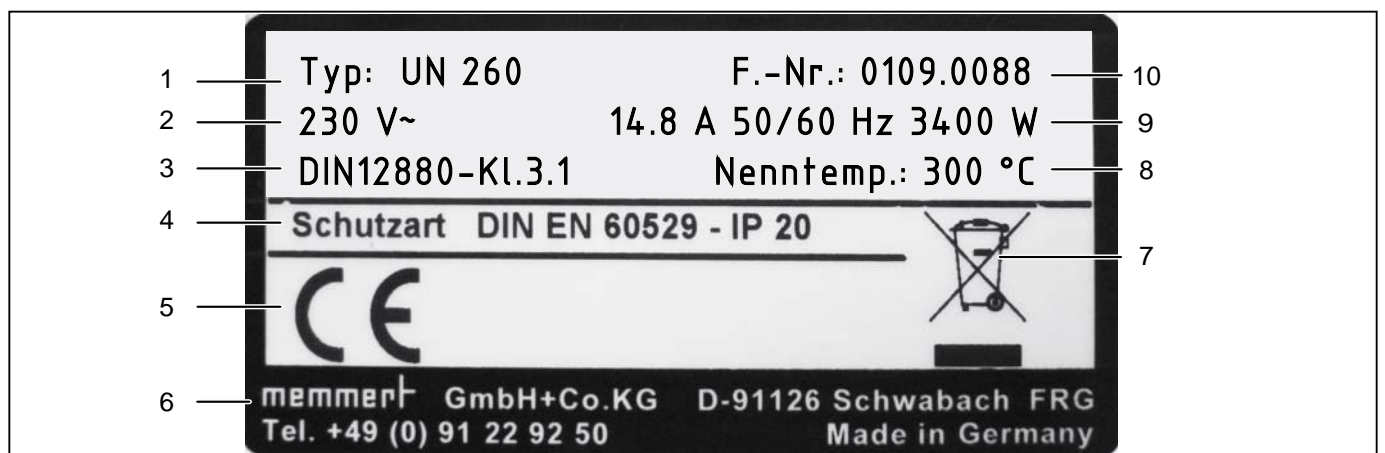 1 Typ: UN 260 F.-Nr.: 0109.0088 10
2 230 V~ 14.8 A 50/60 Hz 3400 W 9
3 DIN12880-Kl.3.1 Nenntemp.: 300 °C 8
4 Schutzart DIN EN 60529 - IP 20
7
5 CE
6 memmert GmbH+Co.KG D-91126 Schwabach FRG
Tel. +49 (0) 91 22 92 50 Made in Germany